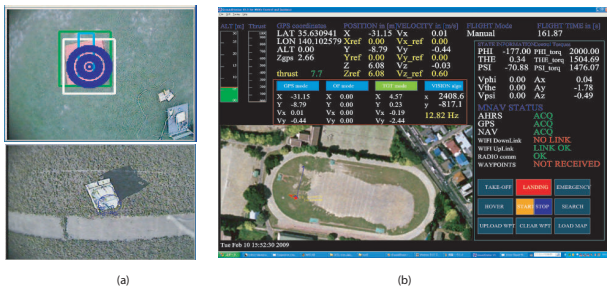 ALT [m] Thrust GPS coordinates POSITION in [m] VELOCITY in [m/s] FLIGHT Mode FLIGHT TIME in [s]
LAT 35.630941 X -31.15 Vx 0.01 Manual 161.87
LON 140.102579 Xref 0.00 Vx_ref 0.00
ALT 0.00 Y -8.79 Vy -0.44
Zgps 2.66 Yref 0.00 Vy_ref 0.00
Z 6.08 Vz -0.03
thrust 7.7 Zref 6.08 Vz_ref 0.60
PHI -177.00 PHI_torq 2000.00
THE 0.34 THE_torq 1504.69
PSI -70.88 PSI_torq 1476.07
Vphi 0.00 Ax 0.04
Vthe 0.00 Ay -1.78
Vpsi 0.00 Az -0.49
GPS mode OF mode VISION sign
X -31.15 X 0.00 X 4.57 x 2408.6
Y -8.79 Y 0.00 Y 0.23 y -817.1
Vx 0.01 Vx 0.00 Vx -0.19
Vy -0.44 Vy 0.00 Vy -2.44 12.82 Hz
MNAV STATUS
AHRS ACQ
GPS ACQ
NAV ACQ
WIFI DownLink NO LINK
WIFI UpLink LINK OK
RADIO comm OK
WAYPOINTS NOT RECEIVED
TAKE-OFF LANDING EMERGENCY
HOVER START STOP SEARCH
UPLOAD WPT CLEAR WPT LOAD MAP
Tue Feb 10 15:52:30 2009
(a) (b)